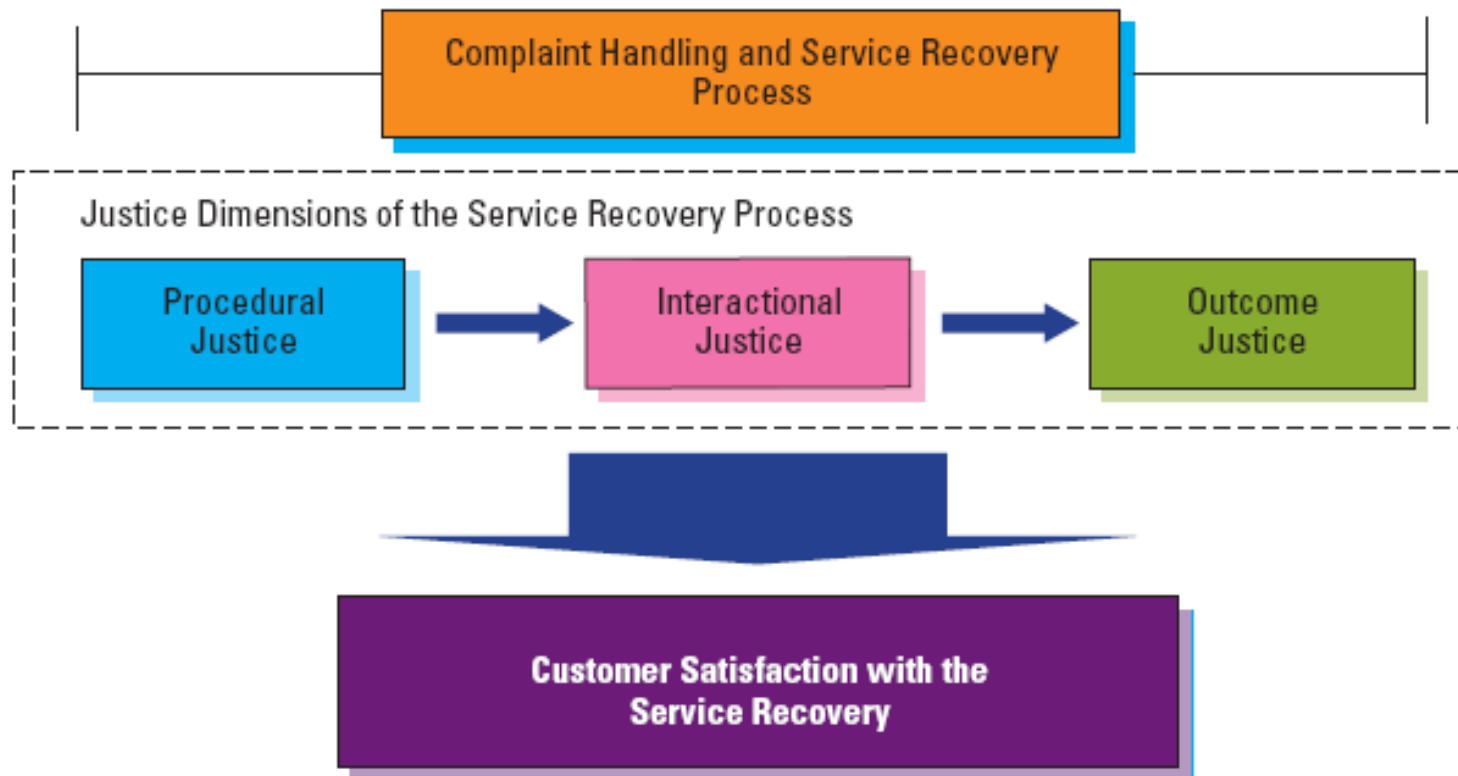 Complaint Handling and Service Recovery
Process
Justice Dimensions of the Service Recovery Process
Procedural
Justice
Interactional
Justice
Outcome
Justice
Customer Satisfaction with the
Service Recovery